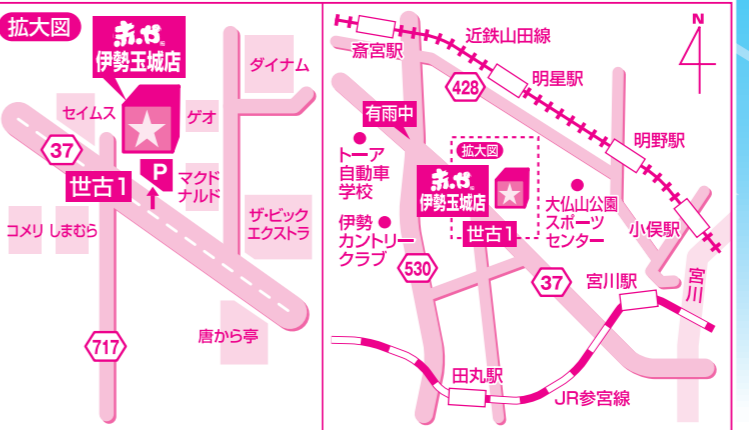 拡大図
赤から
伊勢玉城店
ダイナム
セイムス
ゲオ
37
P
世古1
マクド
ナルド
コメリ
しまむら
ザ・ビック
エクストラ
717
唐から亭
N
近鉄山田線
斎宮駅
明星駅
428
有雨中
明野駅
トーア
自動車
学校
拡大図
赤から
伊勢玉城店
大仏山公園
スポーツ
センター
小俣駅
伊勢
カントリー
クラブ
世古1
530
37
宮川駅
宮川
田丸駅
JR参宮線